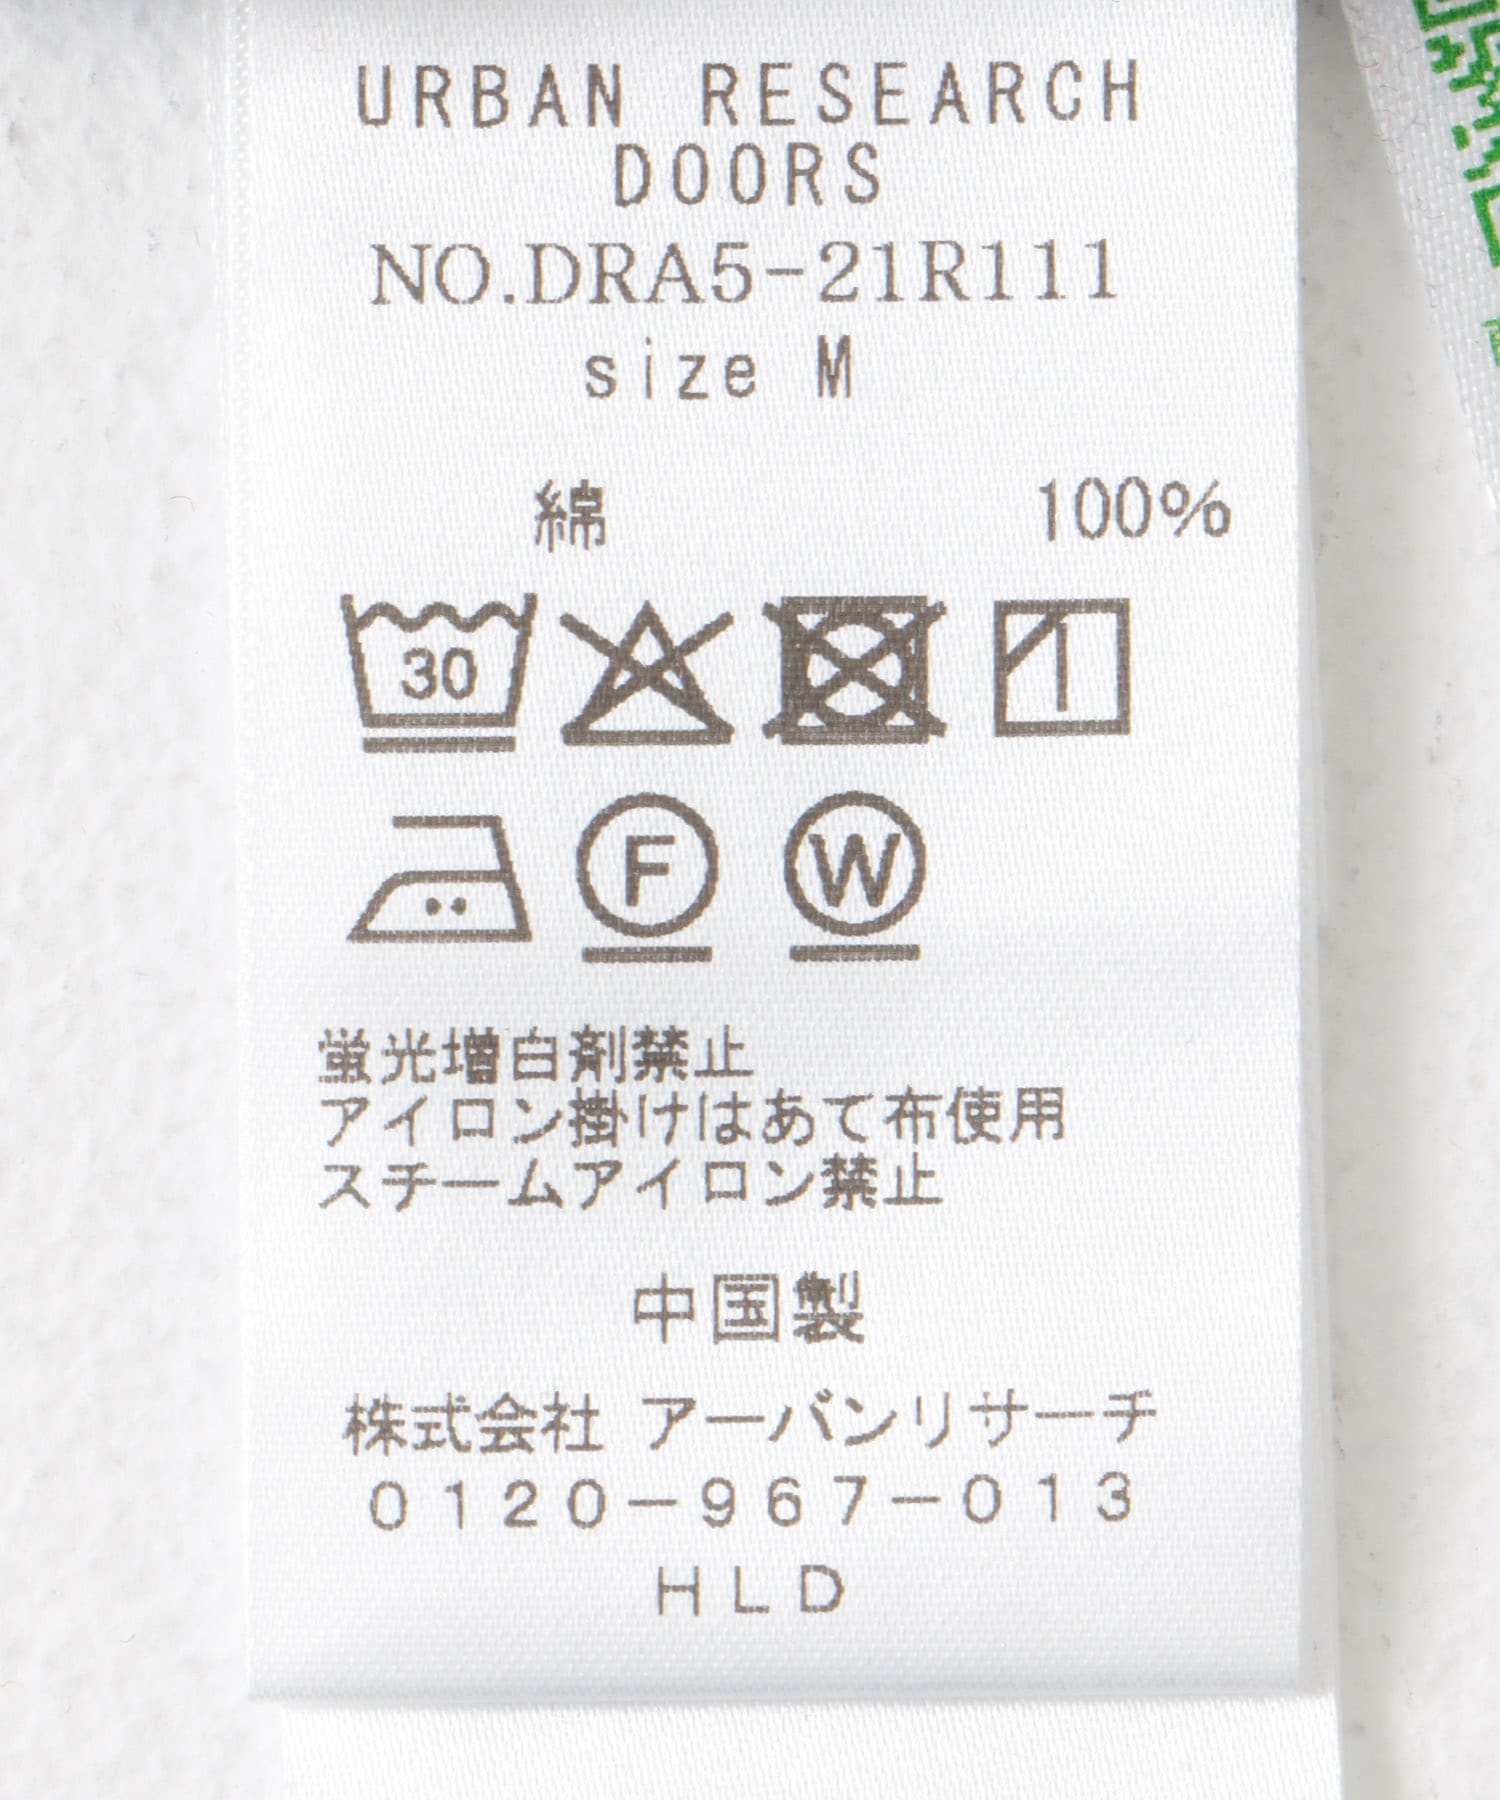 URBAN RESEARCH
DOORS
NO.DRA5-21R111
size M
綿 100%
30
F W
蛍光増白剤禁止
アイロン掛けはあて布使用
スチームアイロン禁止
中国製
株式会社 アーバンリサーチ
0120-967-013
HLD